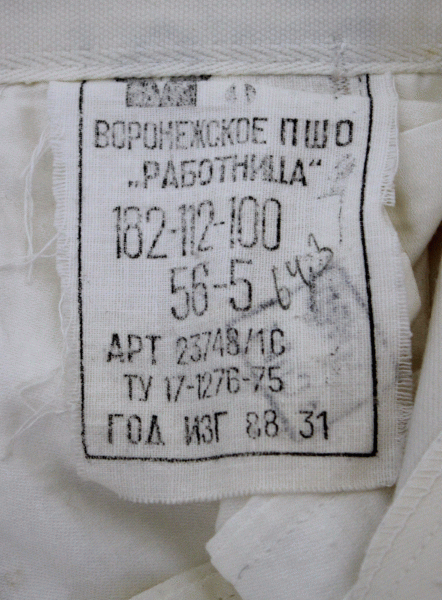 ВОРОНЕЖСКОЕ ПШО
„РАБОТНИЦА“
182-112-100
56-5
АРТ 23748/1С
ТУ 17-1276-75
ГОД ИЗГ 88 31